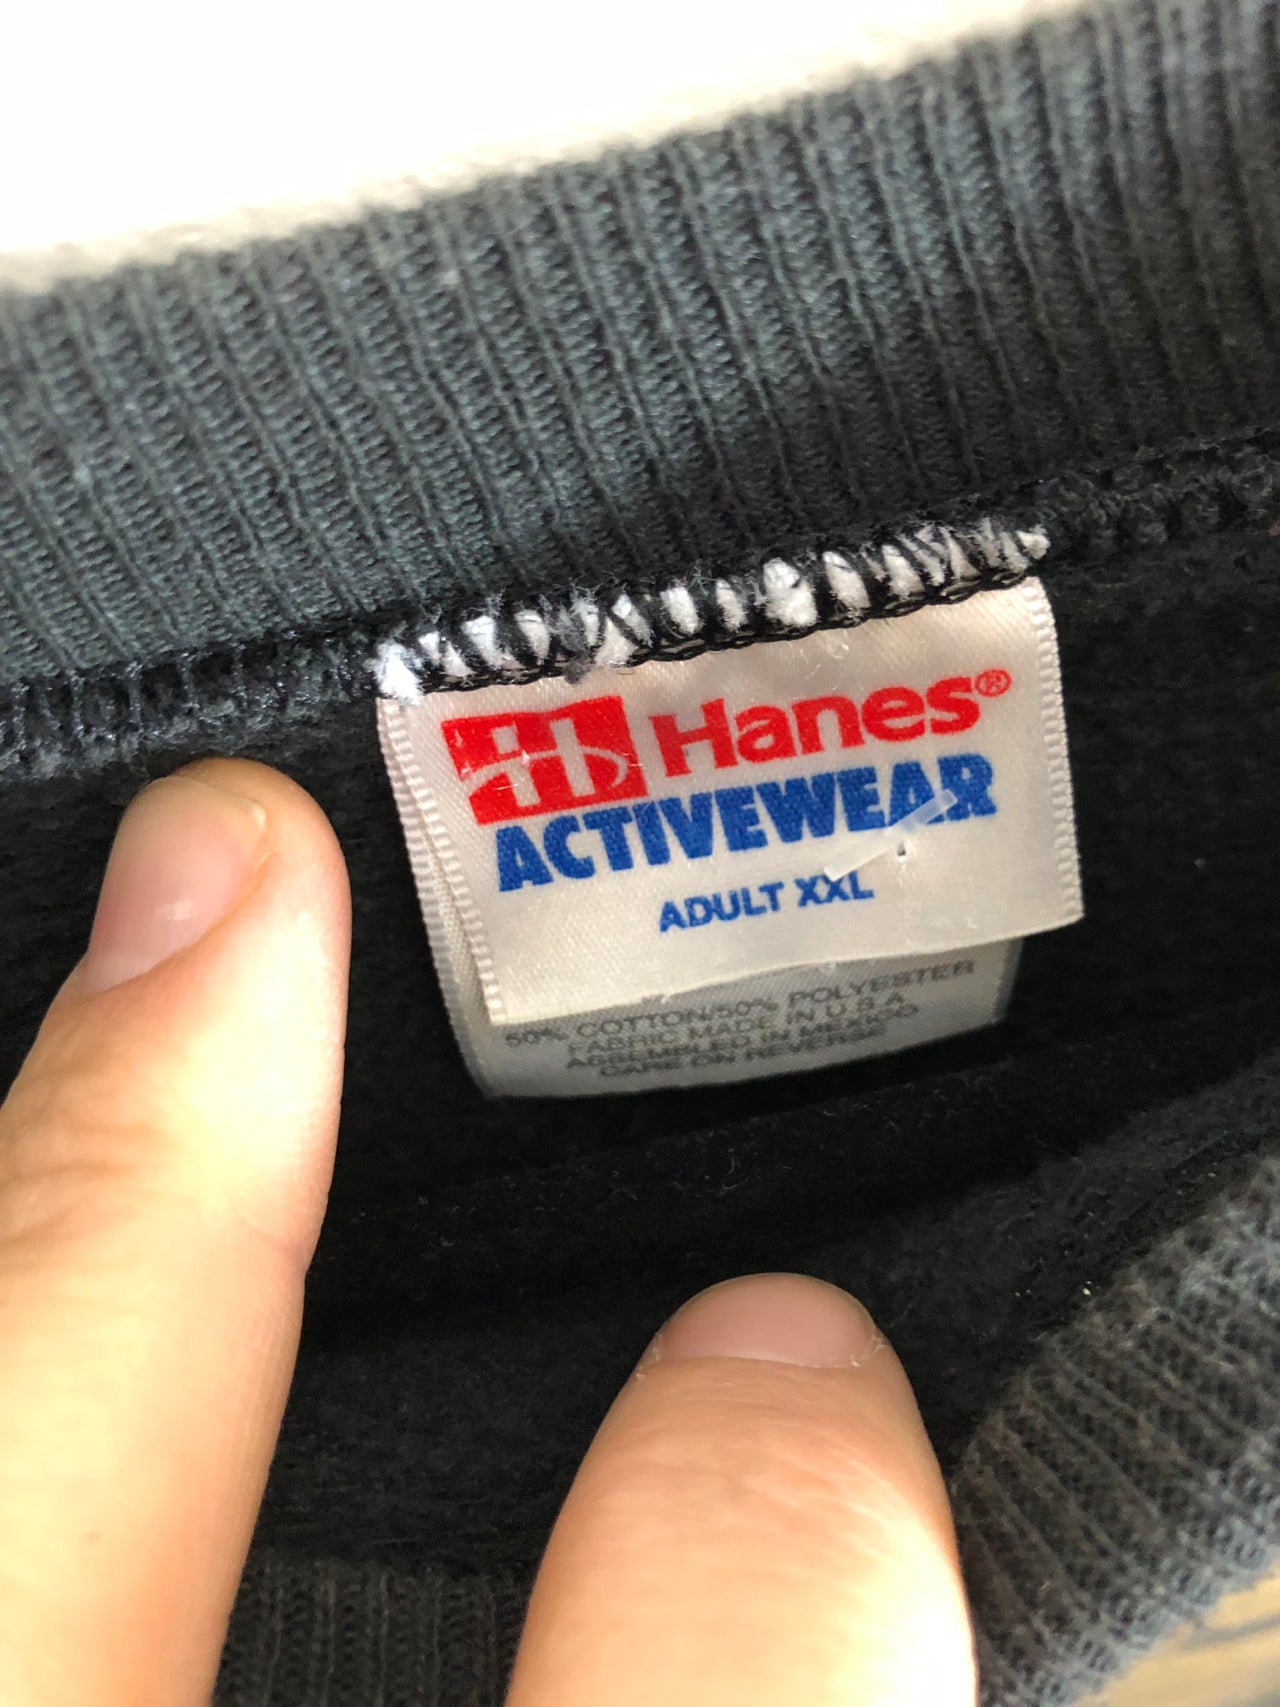 Hanes®
ACTIVEWEAR
ADULT XXL
50% COTTON/50% POLYESTER
FABRIC MADE IN U.S.A.
ASSEMBLED IN MEXICO
CARE ON REVERSE